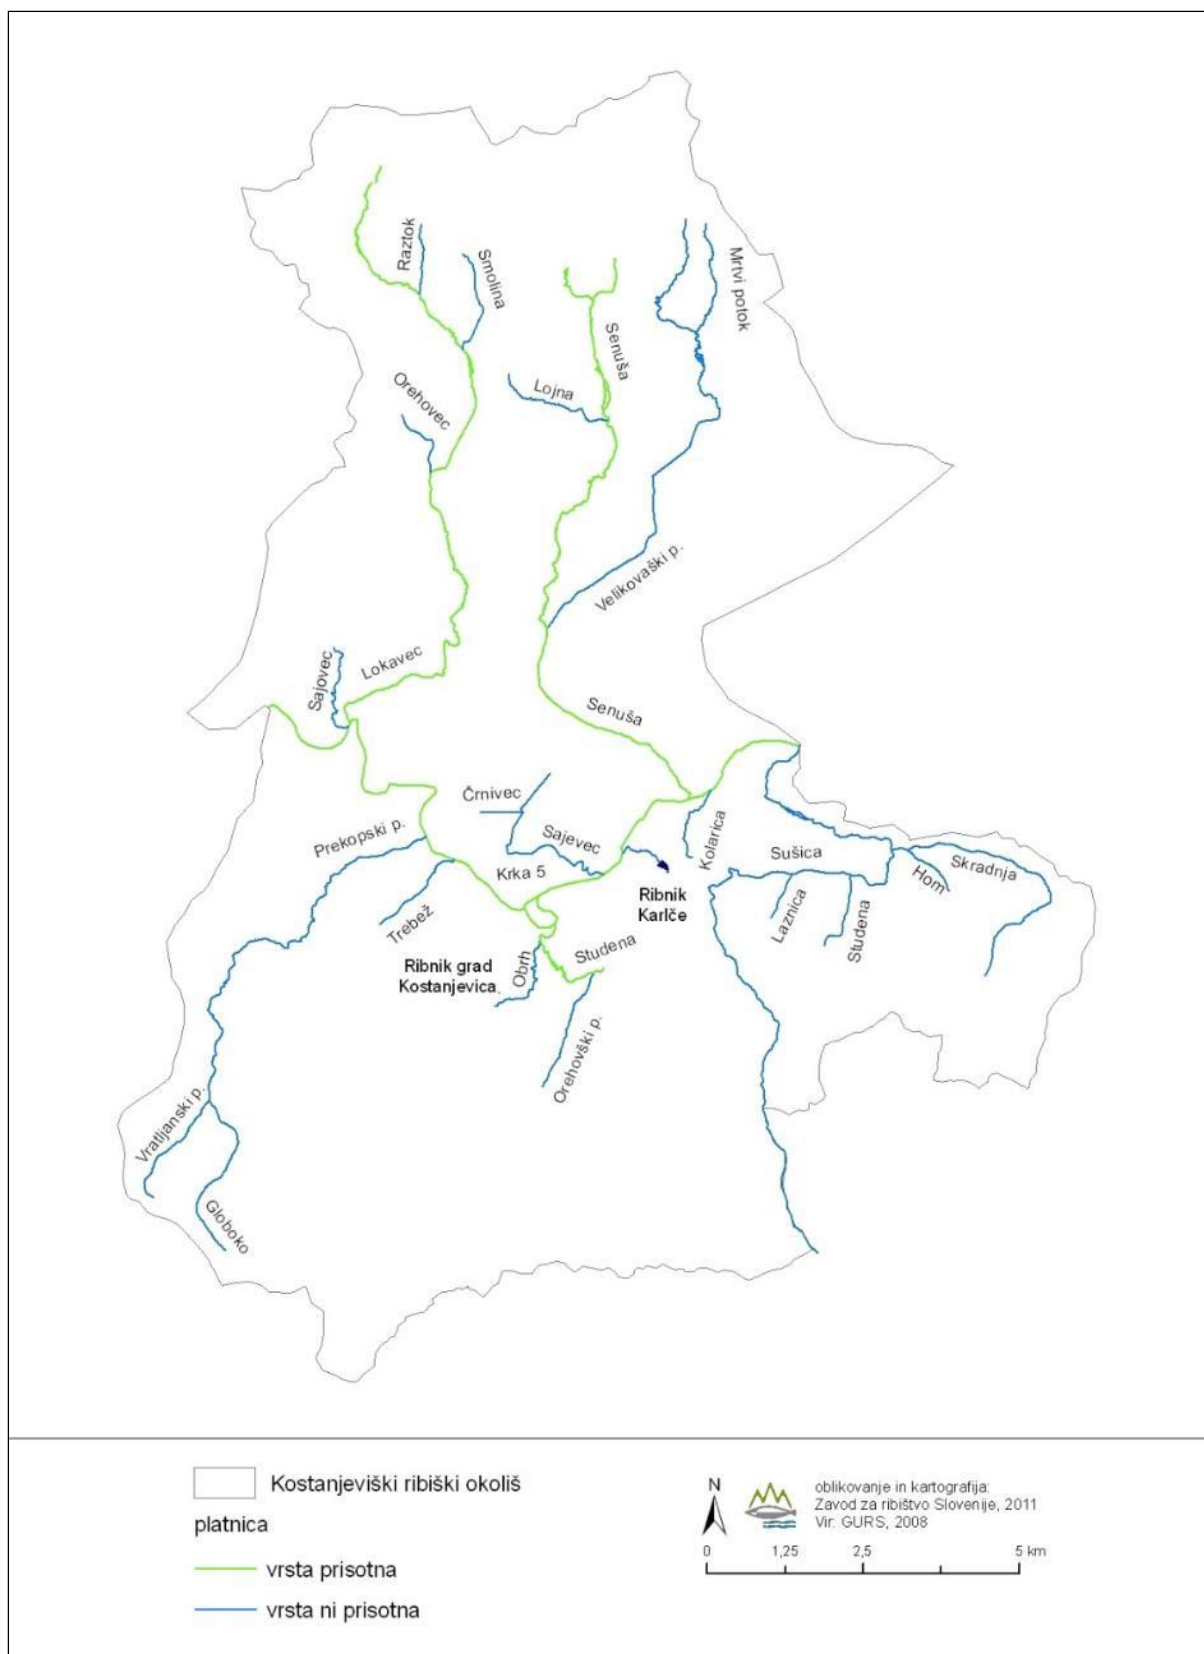 Raztok
Smolina
Mrtvi potok
Senuša
Orehovec
Lojna
Velikovaški p.
Sajovec
Lokavec
Senuša
Črnivec
Prekopski p.
Sajevec
Kolarica
Sušica
Skradnja
Hom
Krka 5
Ribnik
Karlče
Laznica
Studena
Trebež
Ribnik grad
Kostanjevica
Obrh
Studena
Orehovški p.
Vratljanski p.
Globoko
Kostanjeviški ribiški okoliš
platnica
vrsta prisotna
vrsta ni prisotna
N
oblikovanje in kartografija:
Zavod za ribištvo Slovenije, 2011
Vir: GURS, 2008
0 1,25 2,5 5 km